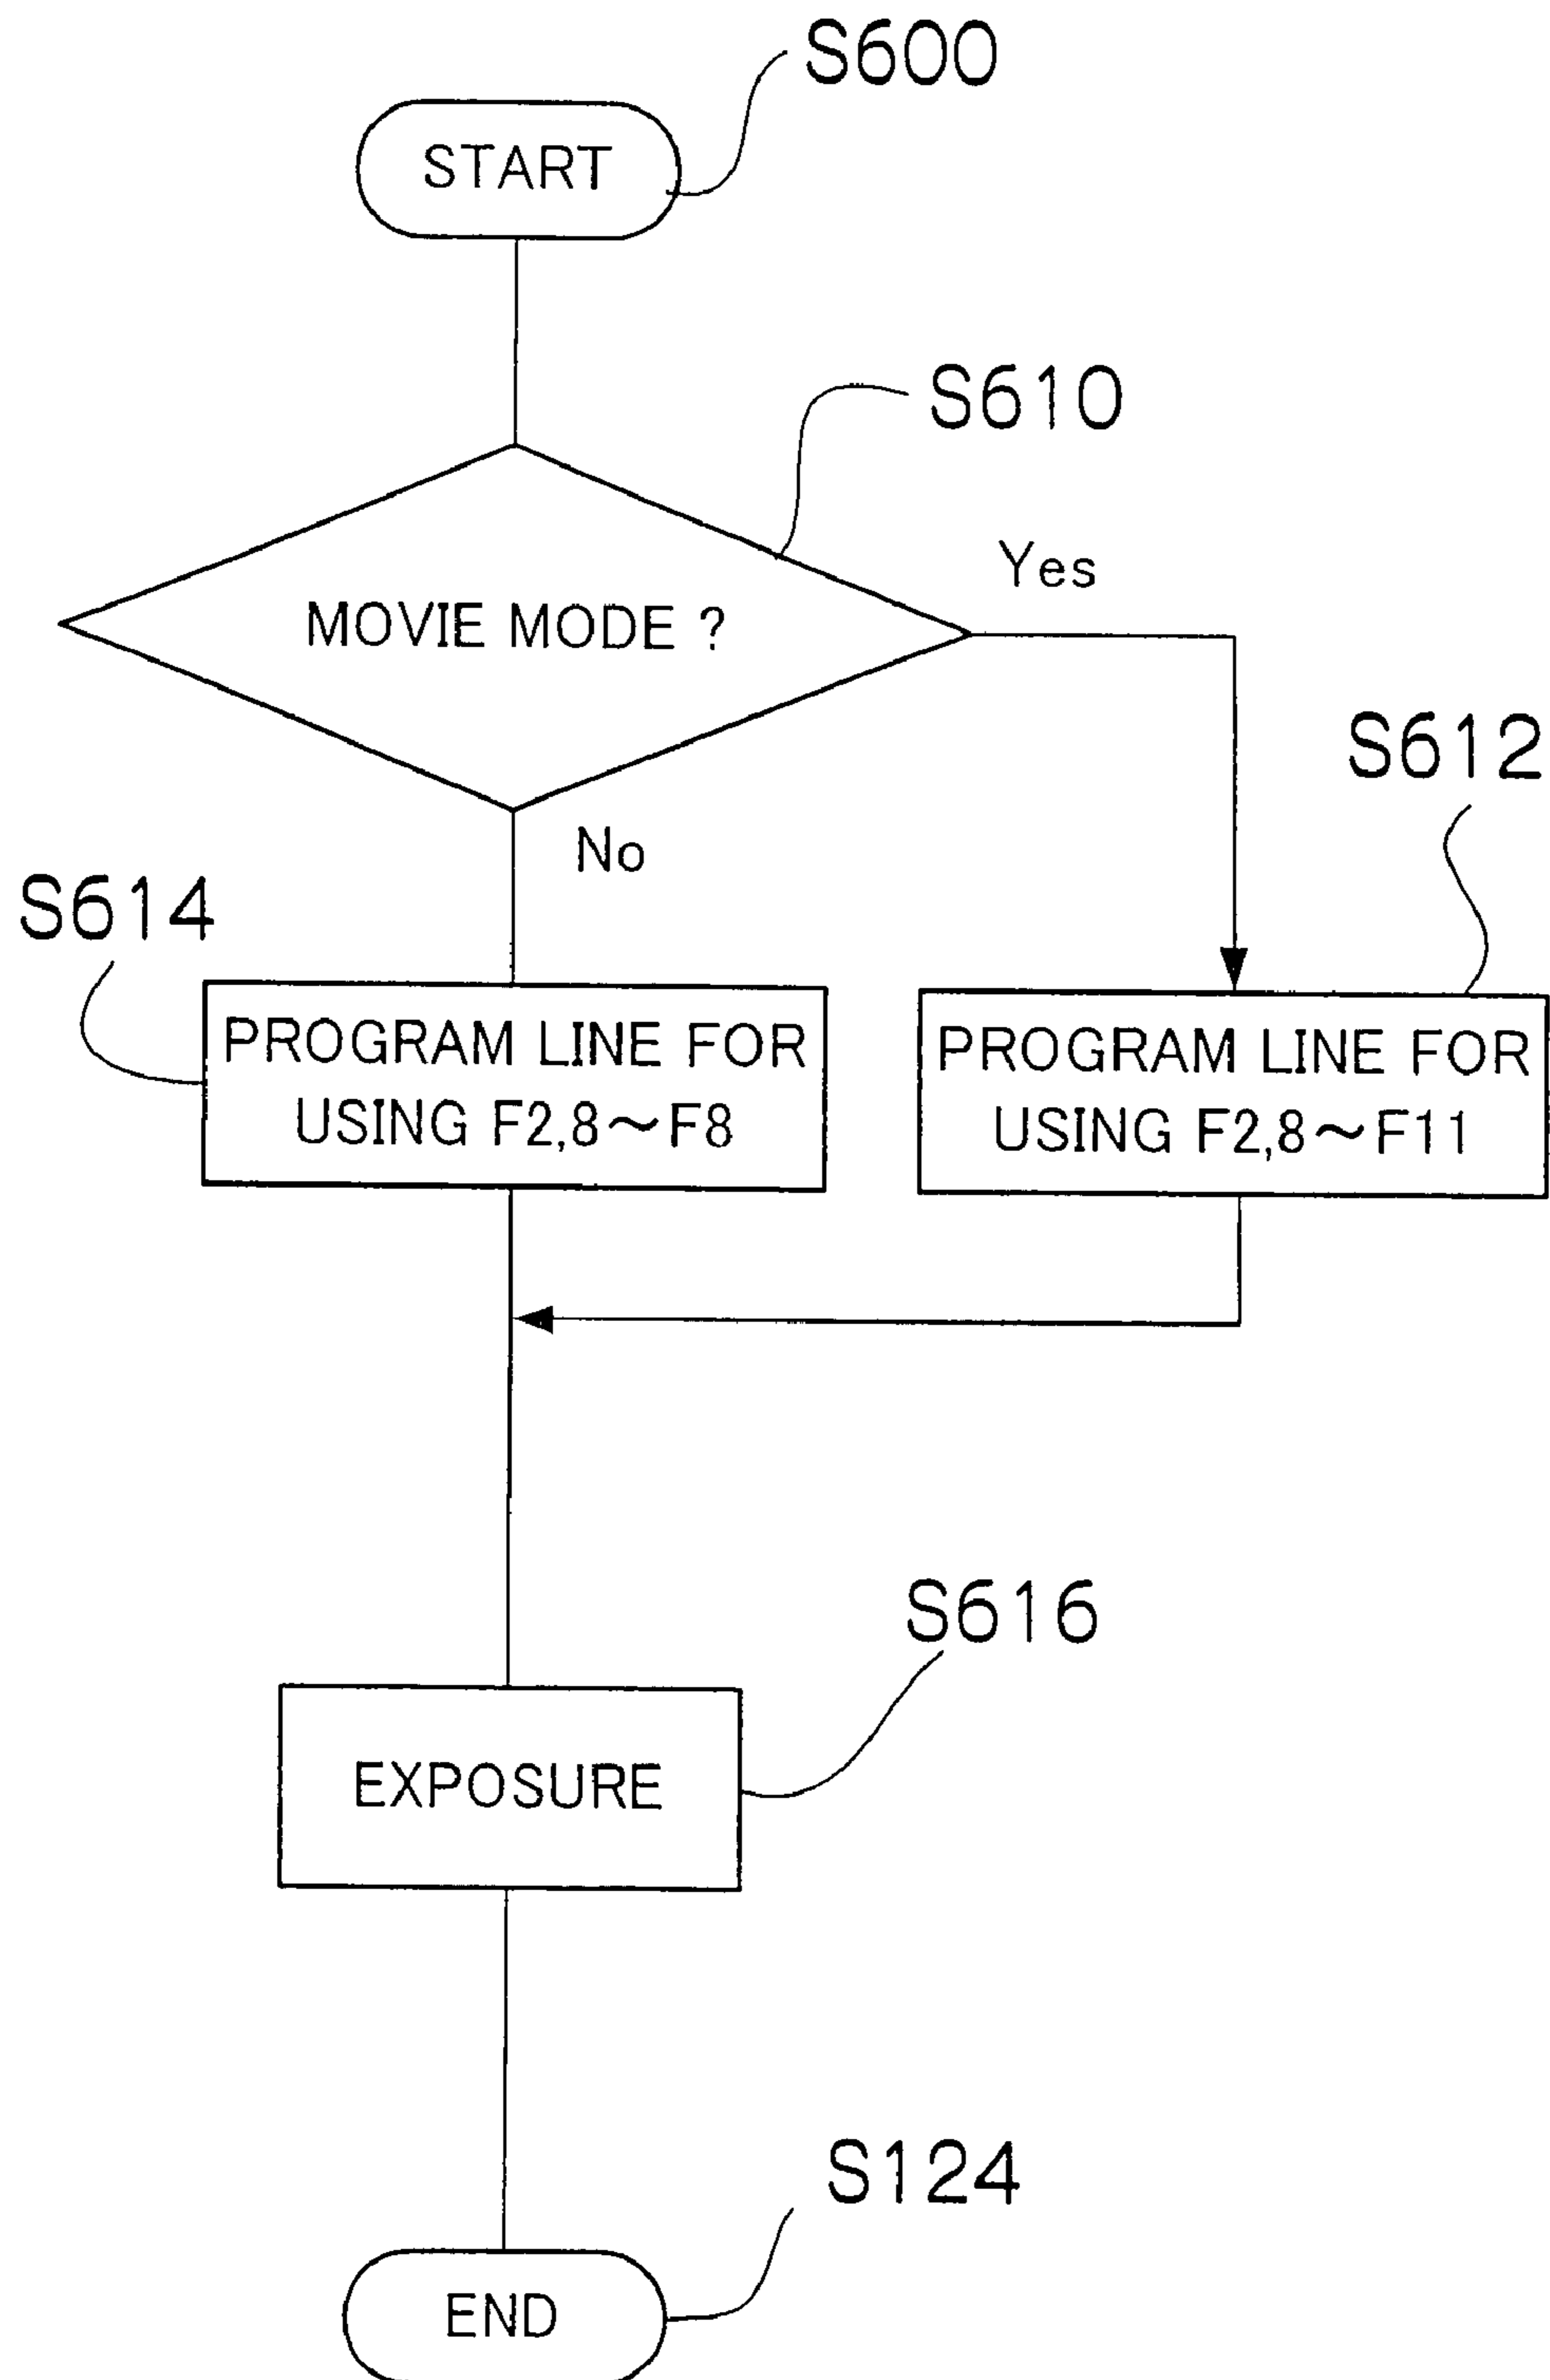 S600
START
S610
Yes
MOVIE MODE ?
S612
No
S614
PROGRAM LINE FOR
USING F2,8~F8
PROGRAM LINE FOR
USING F2,8~F11
S616
EXPOSURE
S124
END